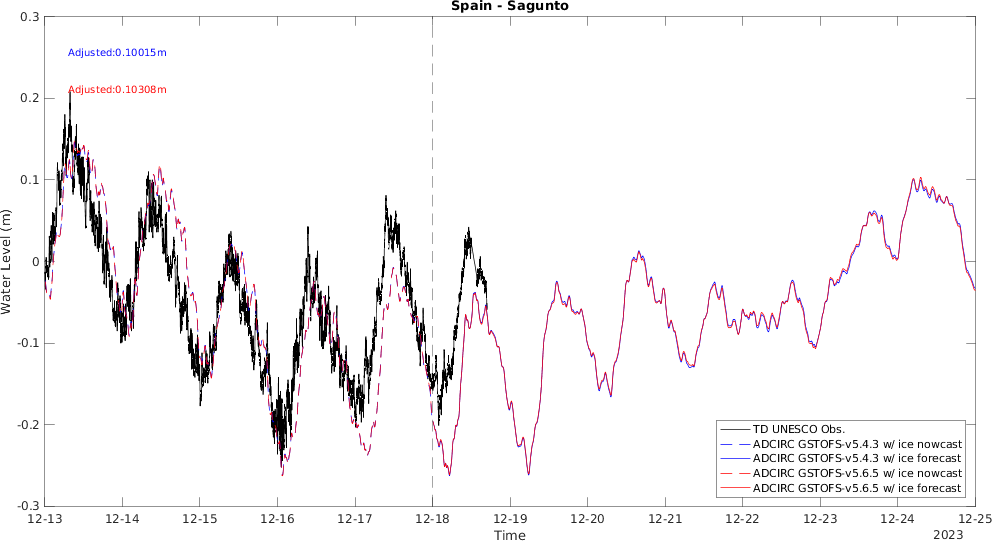 Spain - Sagunto
0.3
Adjusted:0.10015m
Adjusted:0.10308m
0.2
0.1
0
-0.1
-0.2
-0.3
Water Level (m)
TD UNESCO Obs.
ADCIRC GSTOFS-v5.4.3 w/ ice nowcast
ADCIRC GSTOFS-v5.4.3 w/ ice forecast
ADCIRC GSTOFS-v5.6.5 w/ ice nowcast
ADCIRC GSTOFS-v5.6.5 w/ ice forecast
12-13 12-14 12-15 12-16 12-17 12-18 12-19 12-20 12-21 12-22 12-23 12-24 12-25
Time
2023